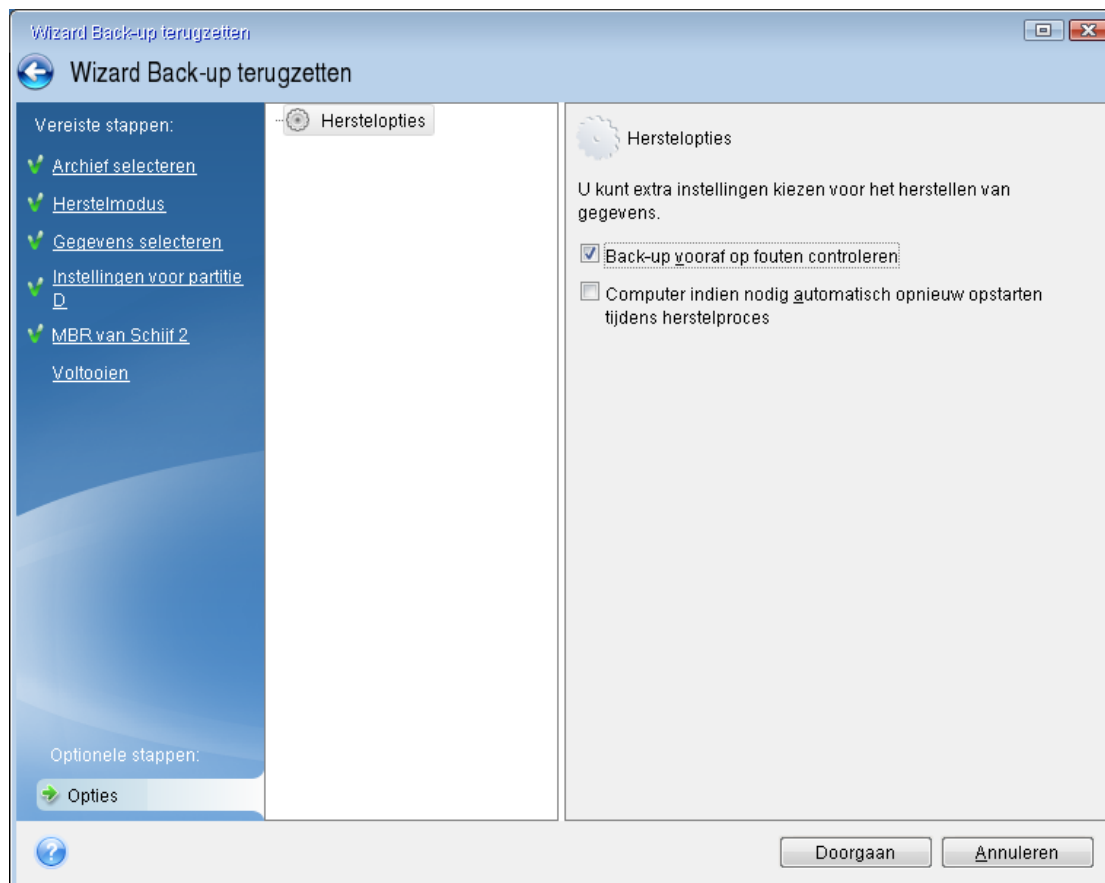 Wizard Back-up terugzetten
Wizard Back-up terugzetten
Vereiste stappen:
Archief selecteren
Herstelmodus
Gegevens selecteren
Instellingen voor partitie
D
MBR van Schijf 2
Voltooien
Optionele stappen:
Opties
Herstelopties
Herstelopties
U kunt extra instellingen kiezen voor het herstellen van
gegevens.
Back-up vooraf op fouten controleren
Computer indien nodig automatisch opnieuw opstarten
tijdens herstelproces
?
Doorgaan
Annuleren